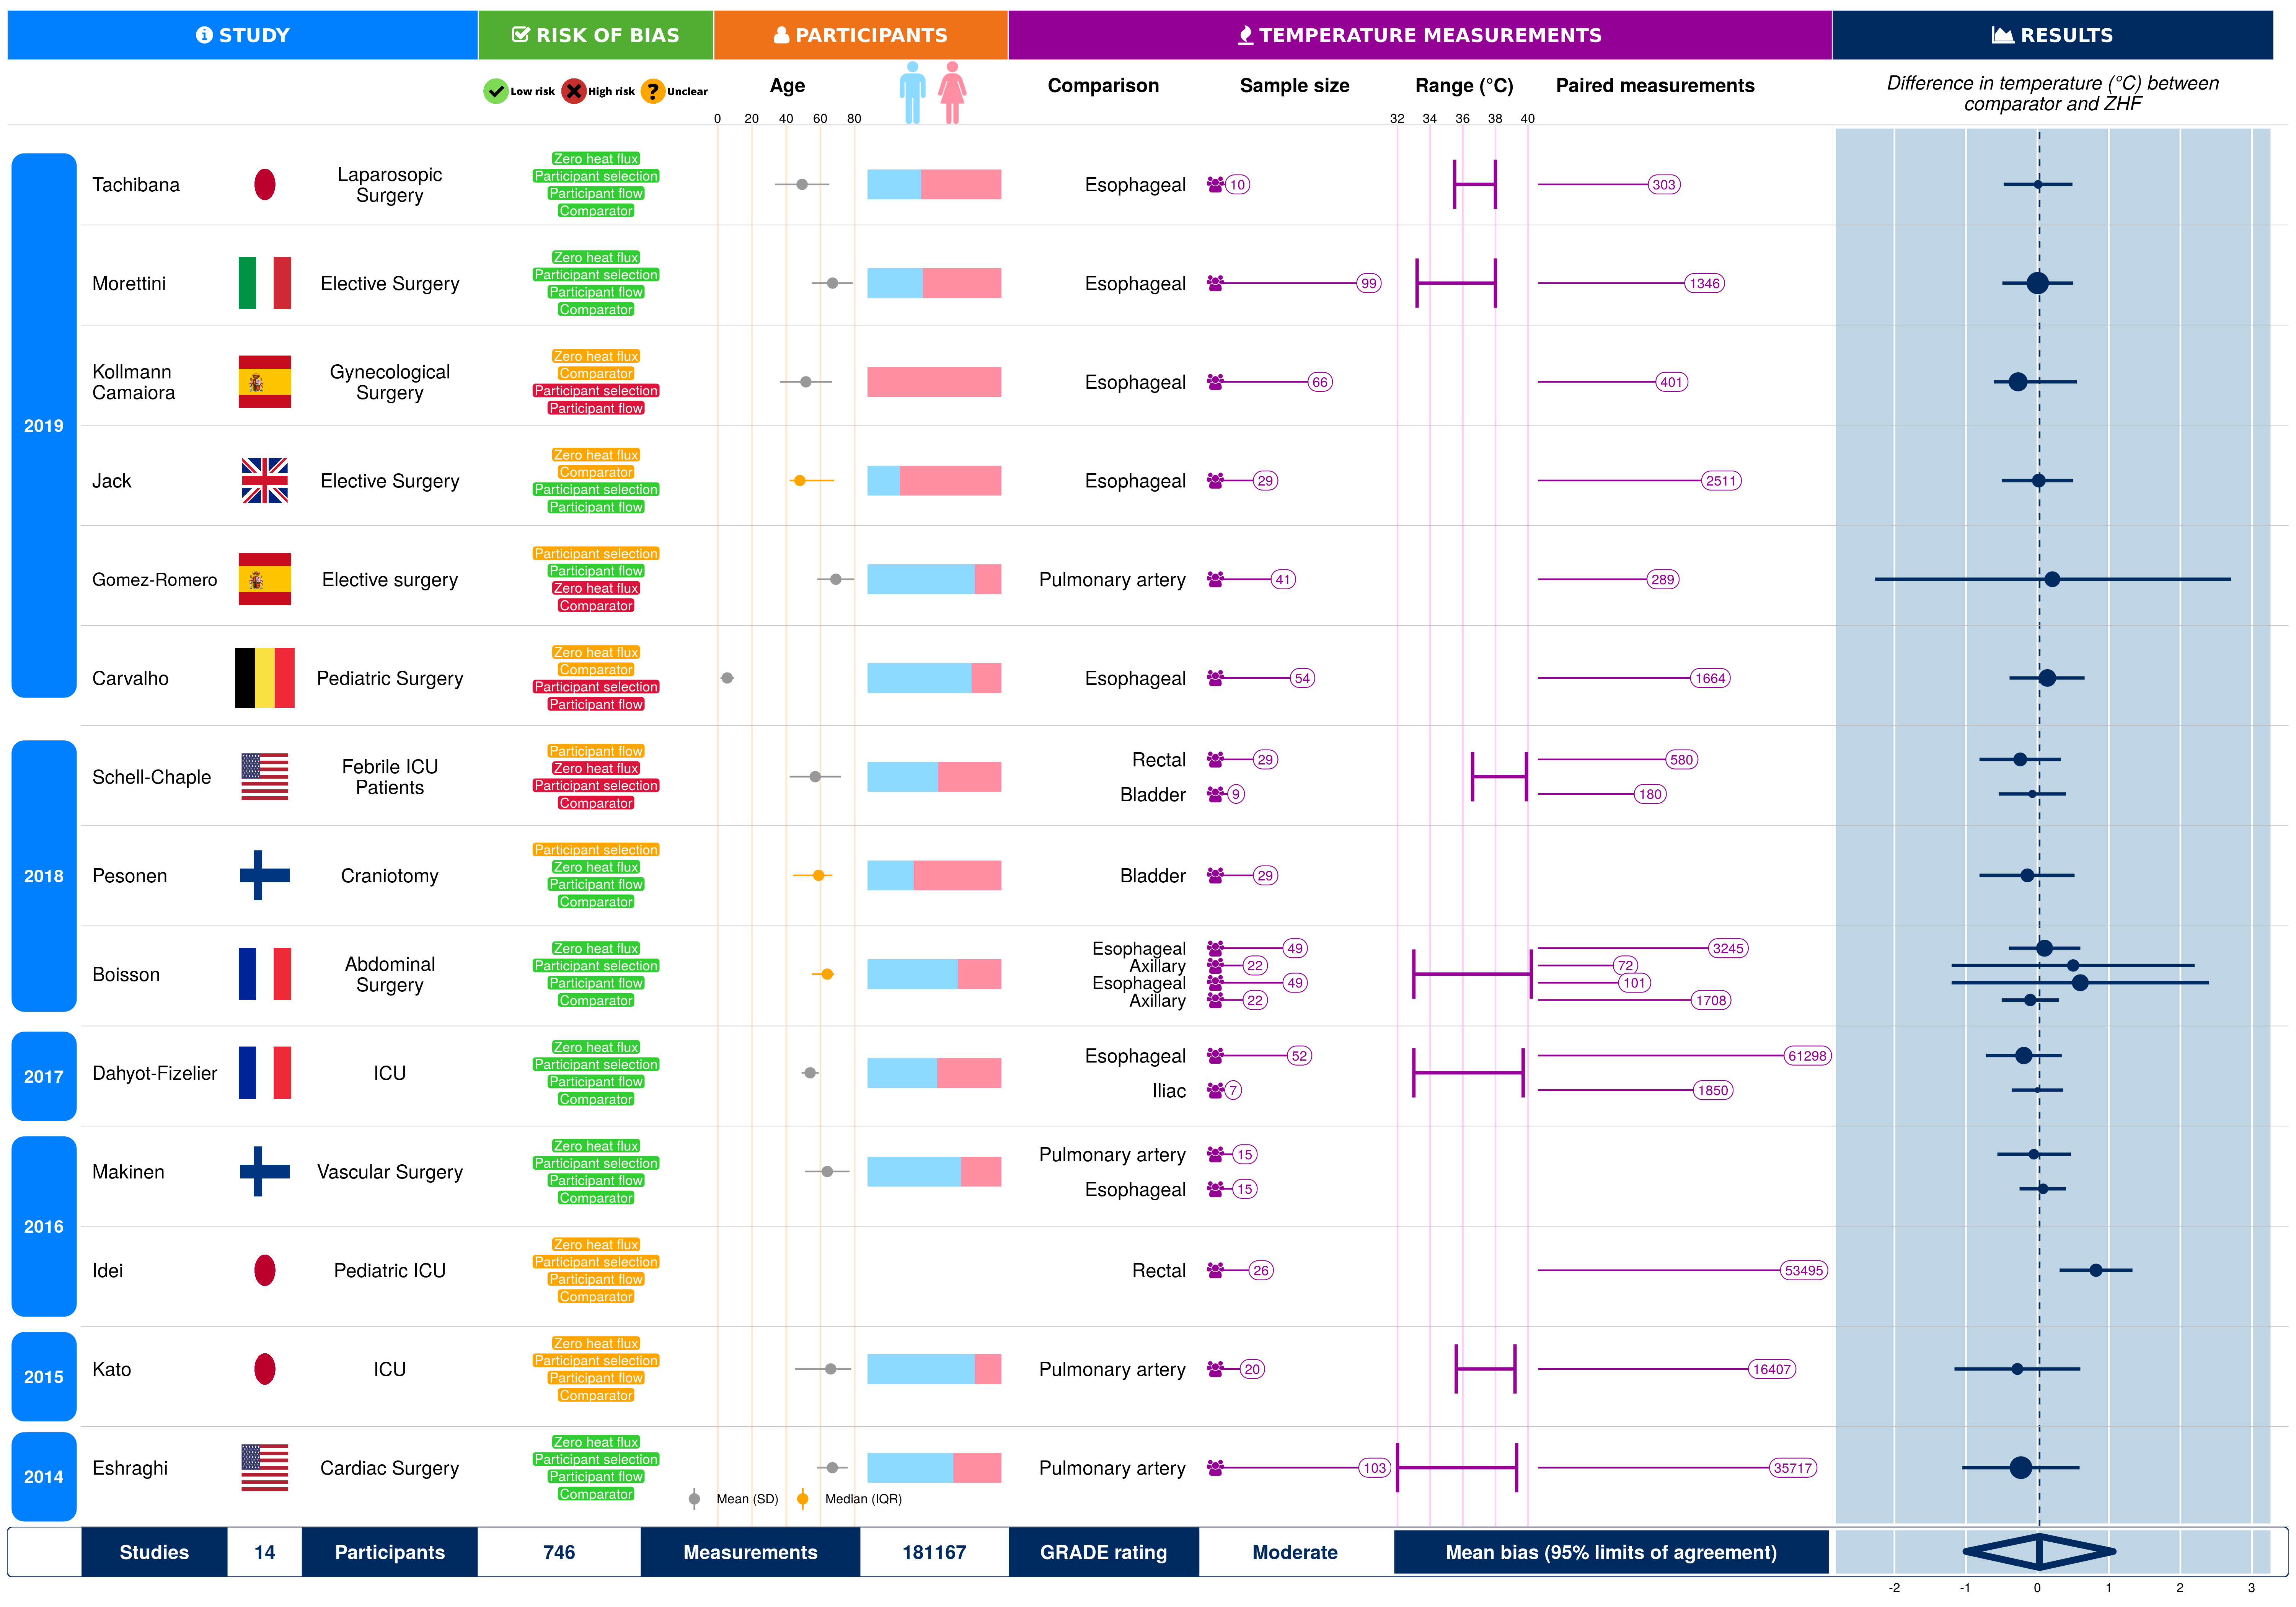 STUDY
RISK OF BIAS
PARTICIPANTS
TEMPERATURE MEASUREMENTS
RESULTS
Low risk
High risk
? Unclear
Age
Comparison
Sample size
Range (°C)
Paired measurements
Difference in temperature (°C) between
comparator and ZHF
0 20 40 60 80
32 34 36 38 40
2019
Tachibana
Laparosopic
Surgery
Zero heat flux
Participant selection
Participant flow
Comparator
Esophageal
10
303
Morettini
Elective Surgery
Zero heat flux
Participant selection
Participant flow
Comparator
Esophageal
99
1346
Kollmann
Camaiora
Gynecological
Surgery
Zero heat flux
Comparator
Participant selection
Participant flow
Esophageal
66
401
Jack
Elective Surgery
Zero heat flux
Comparator
Participant selection
Participant flow
Esophageal
29
2511
Gomez-Romero
Elective surgery
Participant selection
Participant flow
Zero heat flux
Comparator
Pulmonary artery
41
289
Carvalho
Pediatric Surgery
Zero heat flux
Comparator
Participant selection
Participant flow
Esophageal
54
1664
2018
Schell-Chaple
Febrile ICU
Patients
Participant flow
Zero heat flux
Participant selection
Comparator
Rectal
29
580
Bladder
9
180
Pesonen
Craniotomy
Participant selection
Zero heat flux
Participant flow
Comparator
Bladder
29
Boisson
Abdominal
Surgery
Zero heat flux
Participant selection
Participant flow
Comparator
Esophageal
49
3245
Axillary
22
72
Esophageal
49
101
Axillary
22
1708
2017
Dahyot-Fizelier
ICU
Zero heat flux
Participant selection
Participant flow
Comparator
Esophageal
52
61298
Iliac
7
1850
2016
Makinen
Vascular Surgery
Zero heat flux
Participant selection
Participant flow
Comparator
Pulmonary artery
15
Esophageal
15
Idei
Pediatric ICU
Zero heat flux
Participant selection
Participant flow
Comparator
Rectal
26
53495
2015
Kato
ICU
Zero heat flux
Participant selection
Participant flow
Comparator
Pulmonary artery
20
16407
2014
Eshraghi
Cardiac Surgery
Zero heat flux
Participant selection
Participant flow
Comparator
Pulmonary artery
103
35717
Mean (SD)
Median (IQR)
Studies
14
Participants
746
Measurements
181167
GRADE rating
Moderate
Mean bias (95% limits of agreement)
-2 -1 0 1 2 3